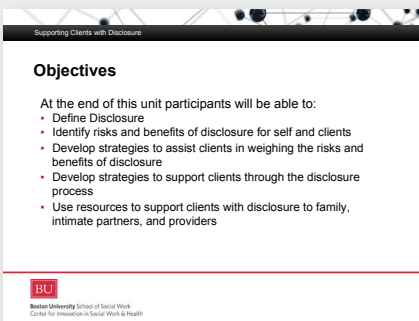 Supporting Clients with Disclosure
Objectives
At the end of this unit participants will be able to:
• Define Disclosure
• Identify risks and benefits of disclosure for self and clients
• Develop strategies to assist clients in weighing the risks and
benefits of disclosure
• Develop strategies to support clients through the disclosure
process
• Use resources to support clients with disclosure to family,
intimate partners, and providers
BU
Boston University School of Social Work
Center for Innovation in Social Work & Health